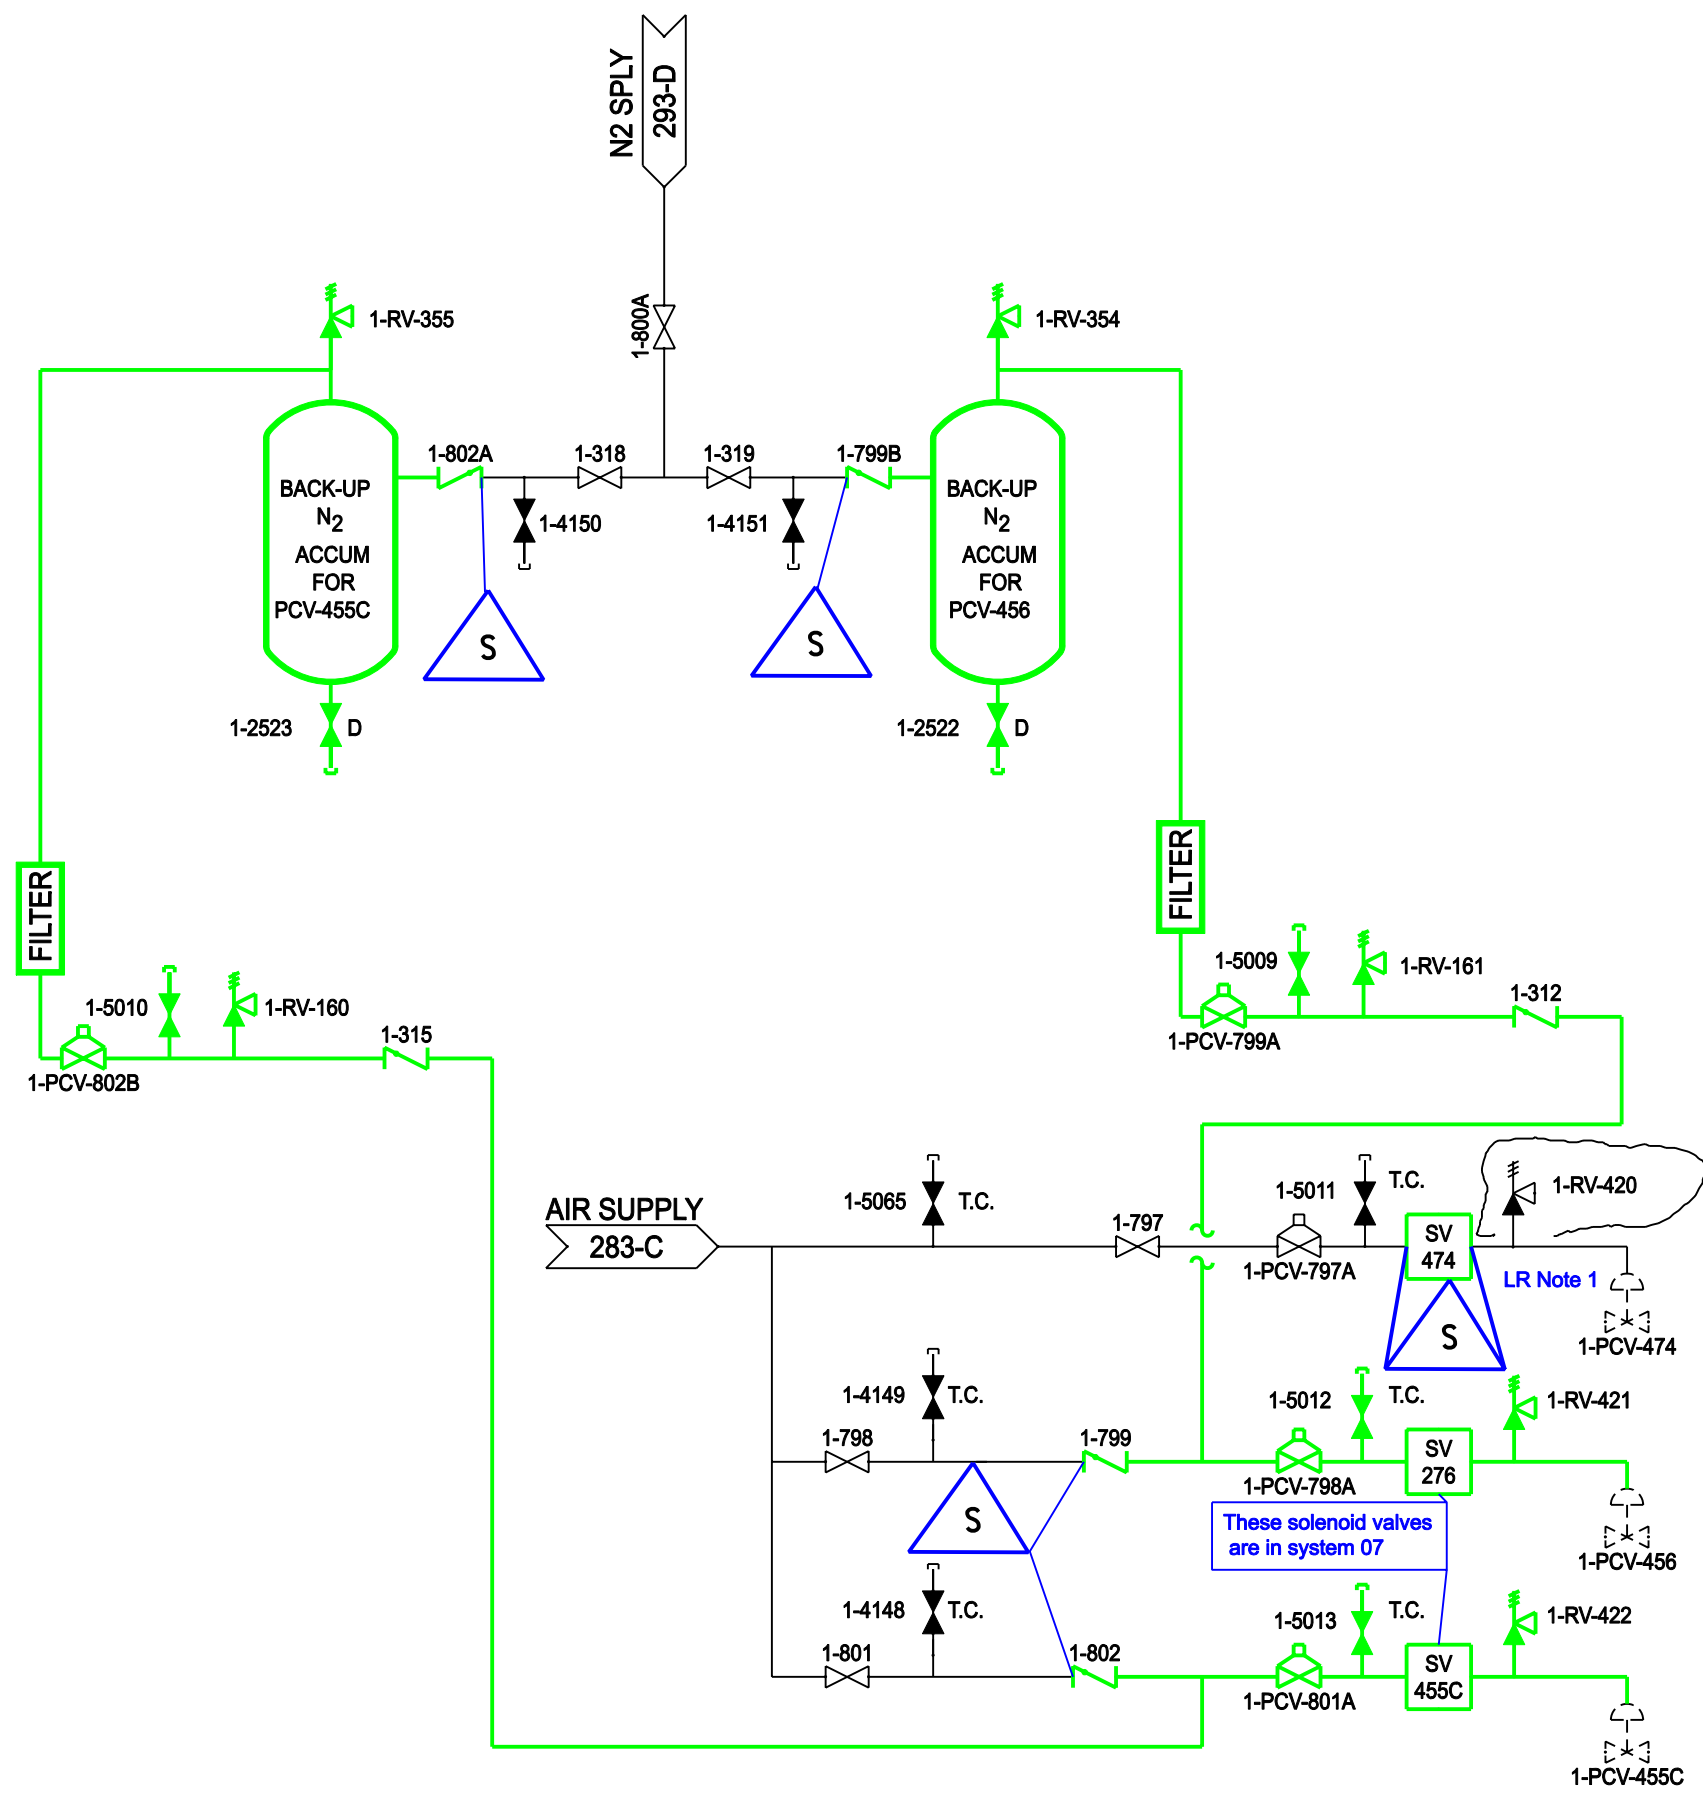 N2 SPLY
293-D
1-800A
1-RV-355
1-RV-354
1-802A
1-318
1-319
1-799B
BACK-UP
N2
ACCUM
FOR
PCV-455C
1-4150
1-4151
BACK-UP
N2
ACCUM
FOR
PCV-456
S
S
1-2523
D
1-2522
D
FILTER
FILTER
1-5010
1-RV-160
1-315
1-PCV-802B
1-5009
1-RV-161
1-312
1-PCV-799A
AIR SUPPLY
283-C
1-5065
T.C.
1-797
1-5011
T.C.
1-PCV-797A
SV
474
1-RV-420
LR Note 1
S
1-PCV-474
1-4149
T.C.
1-798
1-799
1-5012
T.C.
1-PCV-798A
SV
276
1-RV-421
1-PCV-456
S
These solenoid valves
are in system 07
1-4148
T.C.
1-801
1-802
1-5013
T.C.
1-PCV-801A
SV
455C
1-RV-422
1-PCV-455C